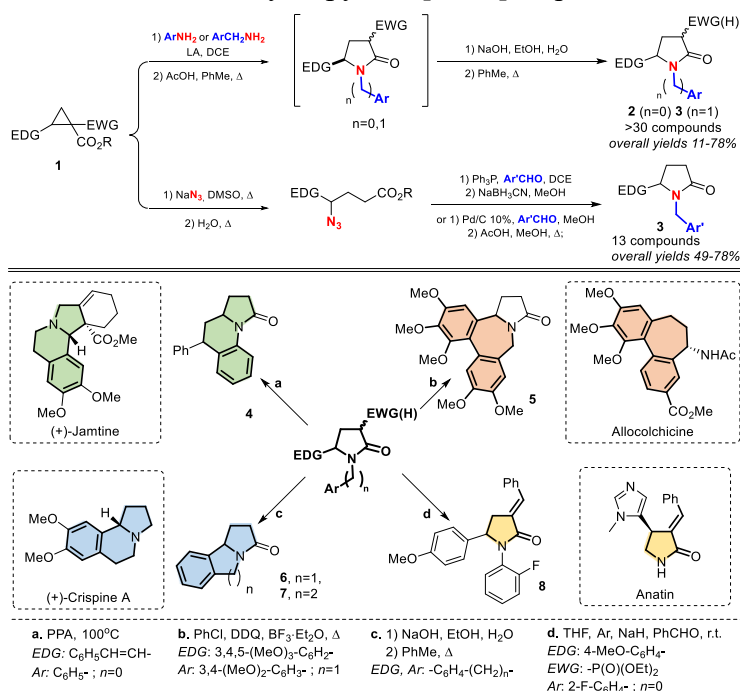 1) ArNH2 or ArCH2NH2
LA, DCE
2) AcOH, PhMe, Δ
EDG
EWG
CO2R
1
EWG
EDG
N
O
n
Ar
n=0,1
1) NaOH, EtOH, H2O
2) PhMe, Δ
EWG(H)
EDG
N
O
n
Ar
2 (n=0) 3 (n=1)
>30 compounds
overall yields 11-78%
1) NaN3, DMSO, Δ
2) H2O, Δ
EDG
CO2R
N3
1) Ph3P, Ar'CHO, DCE
2) NaBH3CN, MeOH
or 1) Pd/C 10%, Ar'CHO, MeOH
2) AcOH, MeOH, Δ;
EDG
N
O
Ar'
3
13 compounds
overall yields 49-78%
N
H
CO2Me
MeO
OMe
(+)-Jamtine
N
O
Ph
4
a
MeO
MeO
MeO
MeO
OMe
N
O
5
b
MeO
MeO
MeO
NHAc
CO2Me
Allocolchicine
EWG(H)
EDG
N
O
Ar
n
H
MeO
MeO
N
(+)-Crispine A
c
N
O
n
6, n=1,
7, n=2
d
Ph
MeO
N
O
F
8
N
N
Ph
O
N
H
Anatin
a. PPA, 100°C
EDG: C6H5CH=CH-
Ar: C6H5- ; n=0
b. PhCl, DDQ, BF3·Et2O, Δ
EDG: 3,4,5-(MeO)3-C6H2-
Ar: 3,4-(MeO)2-C6H3- ; n=1
c. 1) NaOH, EtOH, H2O
2) PhMe, Δ
EDG, Ar: -C6H4-(CH2)n-
d. THF, Ar, NaH, PhCHO, r.t.
EDG: 4-MeO-C6H4-
EWG: -P(O)(OEt)2
Ar: 2-F-C6H4- ; n=0